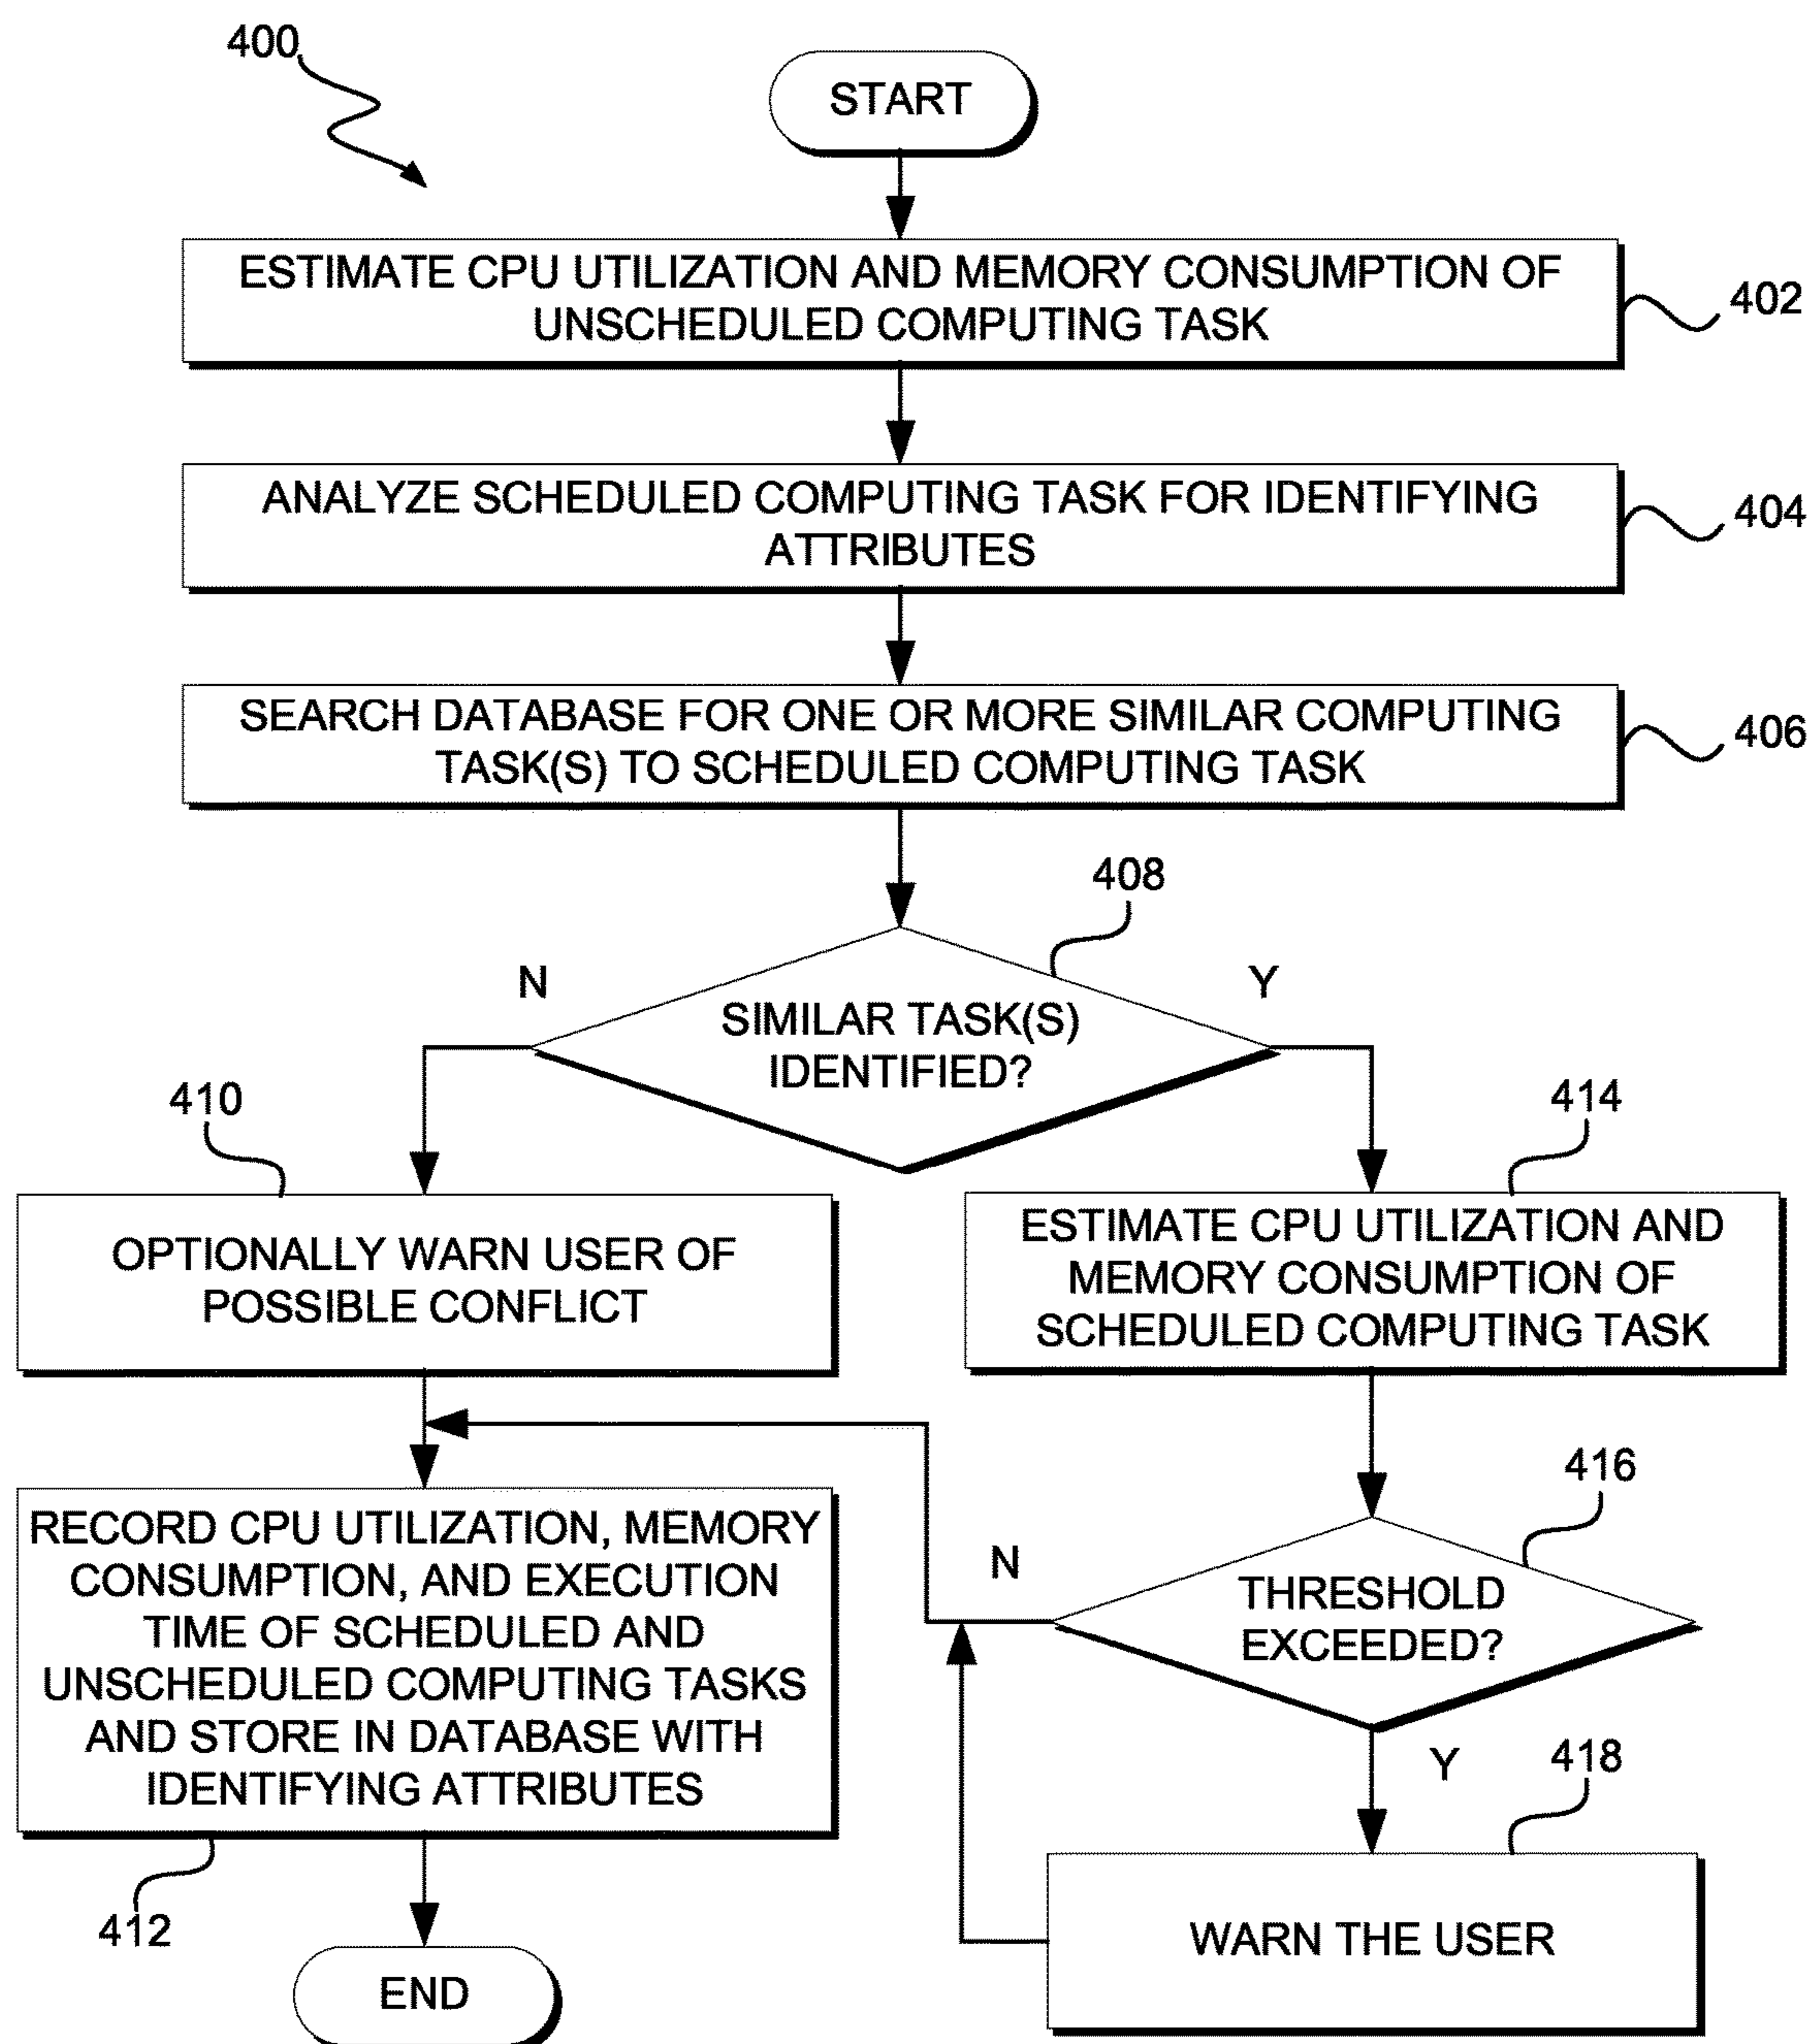 400
START
ESTIMATE CPU UTILIZATION AND MEMORY CONSUMPTION OF
UNSCHEDULED COMPUTING TASK
402
ANALYZE SCHEDULED COMPUTING TASK FOR IDENTIFYING
ATTRIBUTES
404
SEARCH DATABASE FOR ONE OR MORE SIMILAR COMPUTING
TASK(S) TO SCHEDULED COMPUTING TASK
406
408
N
Y
SIMILAR TASK(S)
IDENTIFIED?
410
OPTIONALLY WARN USER OF
POSSIBLE CONFLICT
414
ESTIMATE CPU UTILIZATION AND
MEMORY CONSUMPTION OF
SCHEDULED COMPUTING TASK
RECORD CPU UTILIZATION, MEMORY
CONSUMPTION, AND EXECUTION
TIME OF SCHEDULED AND
UNSCHEDULED COMPUTING TASKS
AND STORE IN DATABASE WITH
IDENTIFYING ATTRIBUTES
412
416
N
THRESHOLD
EXCEEDED?
Y
418
WARN THE USER
END